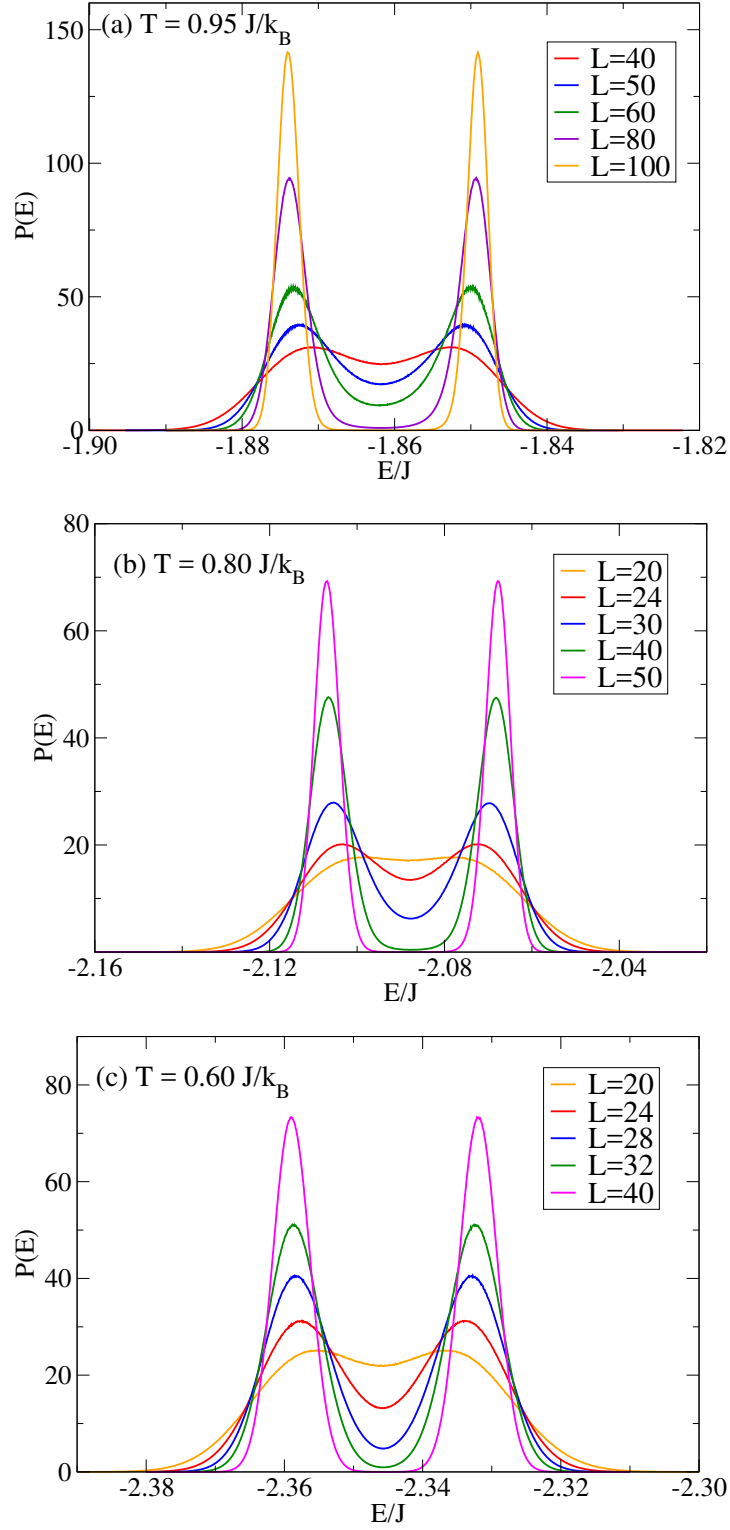 (a) T = 0.95 J/k_B
160
150
100
50
0
P(E)
L=40
L=50
L=60
L=80
L=100
-1.90
-1.88
-1.86
-1.84
-1.82
E/J
(b) T = 0.80 J/k_B
80
60
40
20
P(E)
L=20
L=24
L=30
L=40
L=50
-2.16
-2.12
-2.08
-2.04
E/J
(c) T = 0.60 J/k_B
80
60
40
20
0
P(E)
L=20
L=24
L=28
L=32
L=40
-2.38
-2.36
-2.34
-2.32
-2.30
E/J